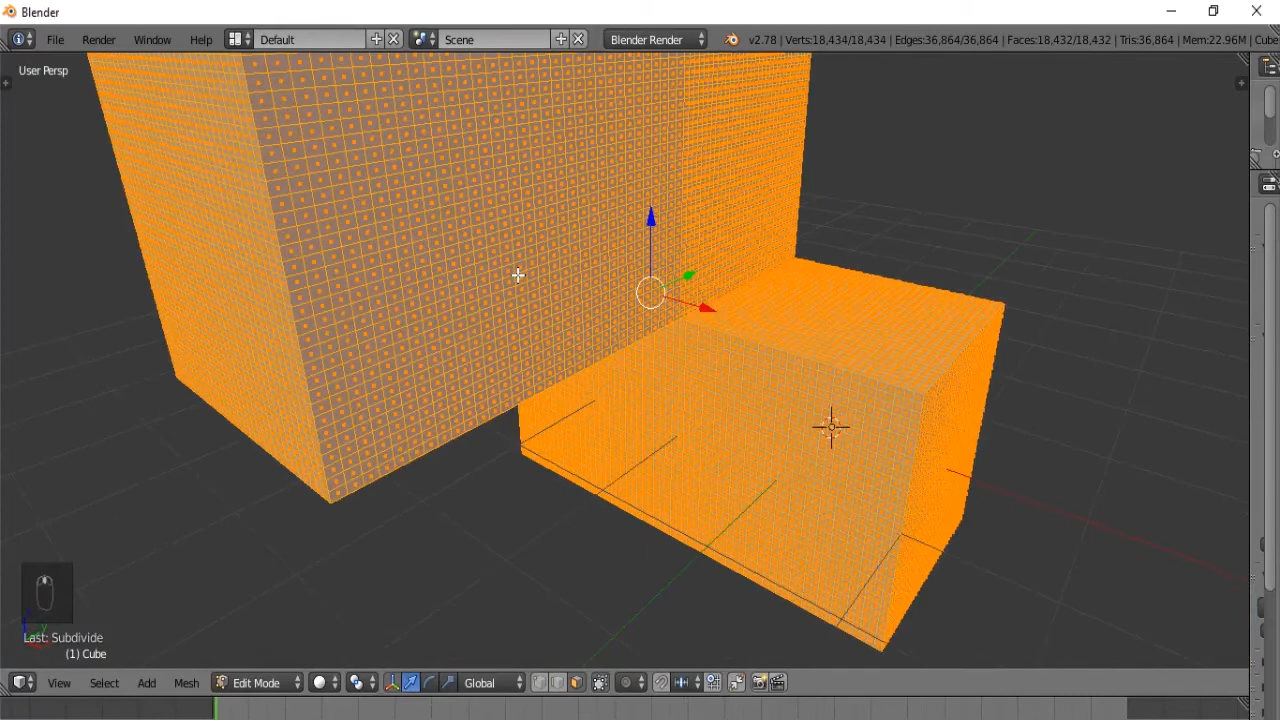 Blender
File Render Window Help Default Scene Blender Render v2.78 | Verts:18,434/18,434 | Edges:36,864/36,864 | Faces:18,432/18,432 | Tris:36,864 | Mem:22.96M | Cube
User Persp
Last: Subdivide
(1) Cube
View Select Add Mesh Edit Mode Global